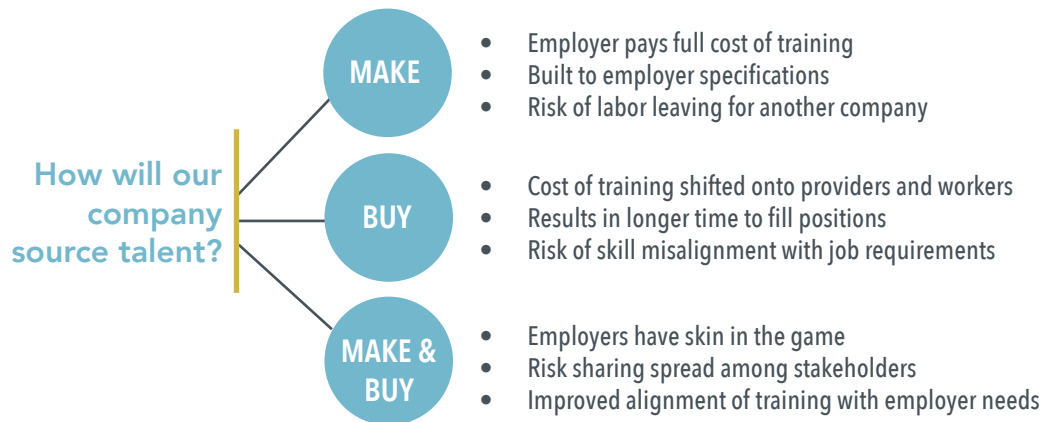 How will our
company
source talent?
MAKE
• Employer pays full cost of training
• Built to employer specifications
• Risk of labor leaving for another company
BUY
• Cost of training shifted onto providers and workers
• Results in longer time to fill positions
• Risk of skill misalignment with job requirements
MAKE &
BUY
• Employers have skin in the game
• Risk sharing spread among stakeholders
• Improved alignment of training with employer needs